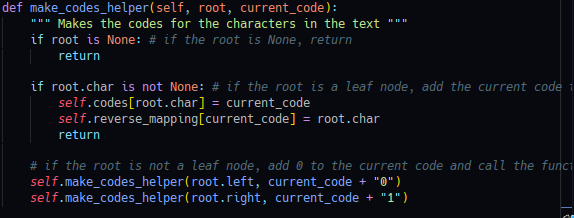 def make_codes_helper(self, root, current_code):
    """ Makes the codes for the characters in the text """
    if root is None: # if the root is None, return
        return

    if root.char is not None: # if the root is a leaf node, add the current code
        self.codes[root.char] = current_code
        self.reverse_mapping[current_code] = root.char
        return

    # if the root is not a leaf node, add 0 to the current code and call the
    self.make_codes_helper(root.left, current_code + "0")
    self.make_codes_helper(root.right, current_code + "1")